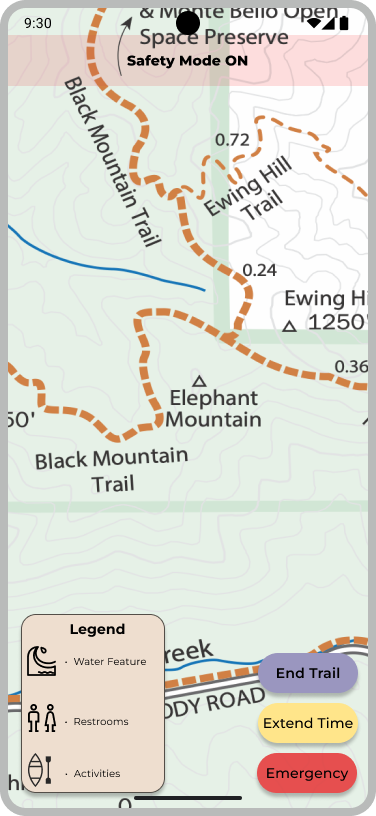 9:30
& Monte Bello Open
Space Preserve
Safety Mode ON
Black Mountain Trail
0.72
Ewing Hill
Trail
0.24
Ewing Hi
1250'
0.36
Elephant
Mountain
50'
Black Mountain
Trail
Legend
· Water Feature
· Restrooms
· Activities
reek
ODY ROAD
End Trail
Extend Time
Emergency
0